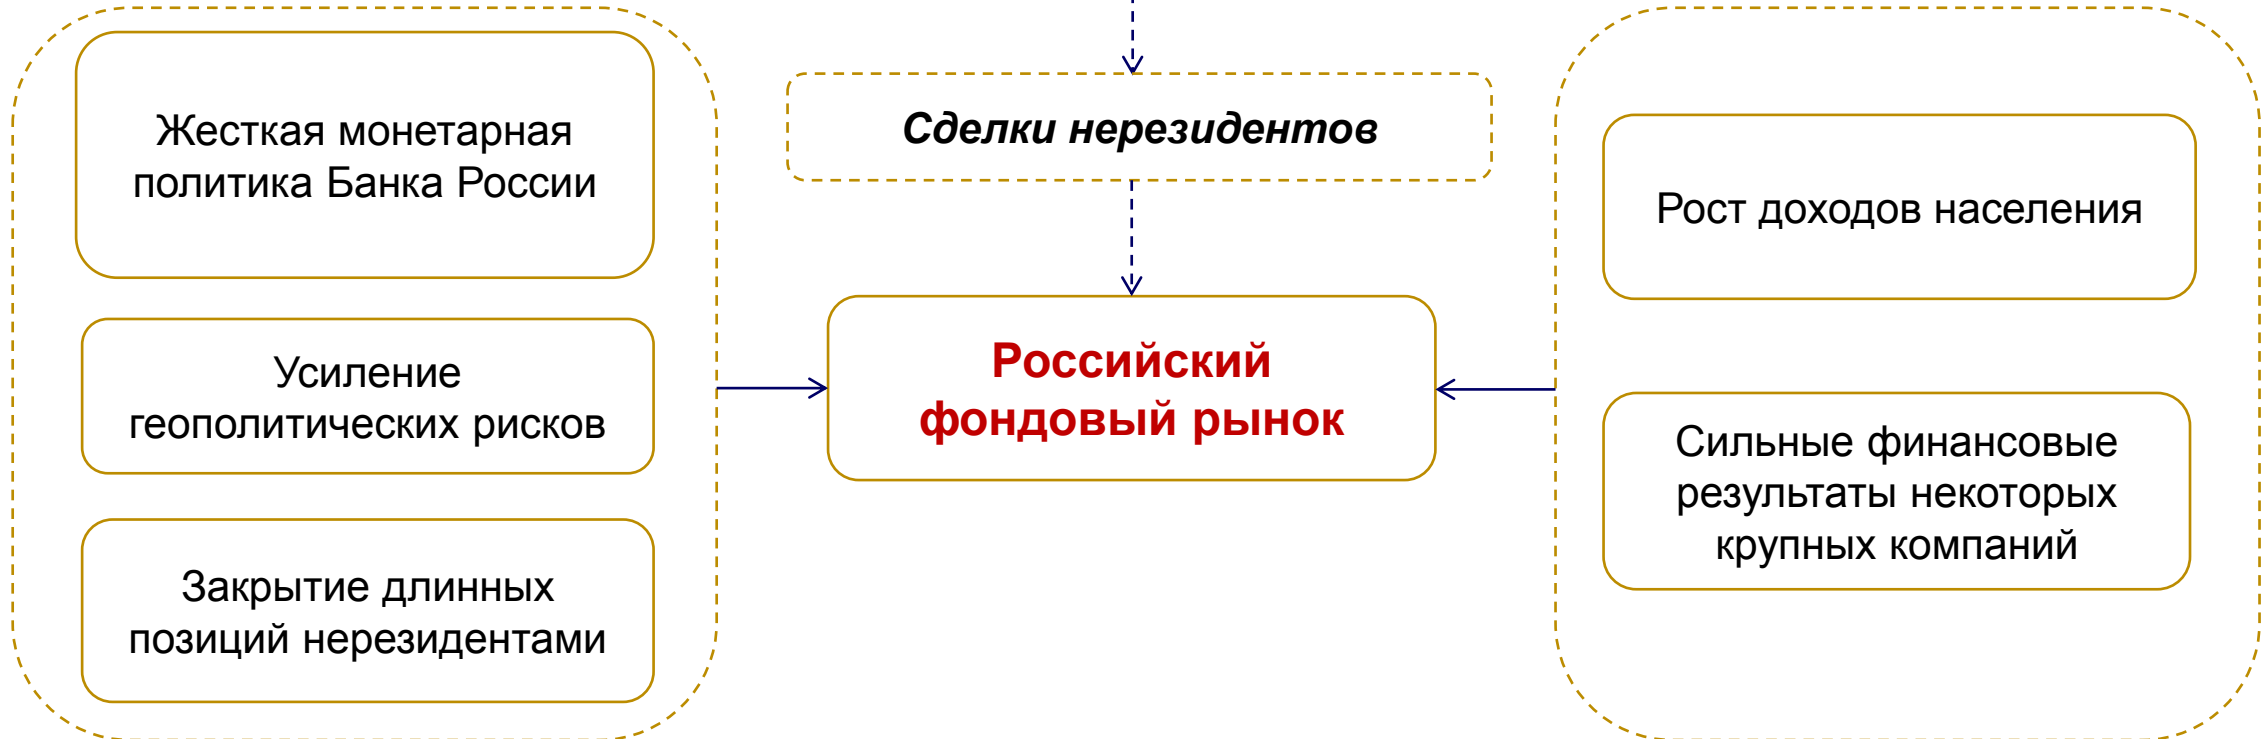 Жесткая монетарная
политика Банка России
Усиление
геополитических рисков
Закрытие длинных
позиций нерезидентами
Сделки нерезидентов
Российский
фондовый рынок
Рост доходов населения
Сильные финансовые
результаты некоторых
крупных компаний